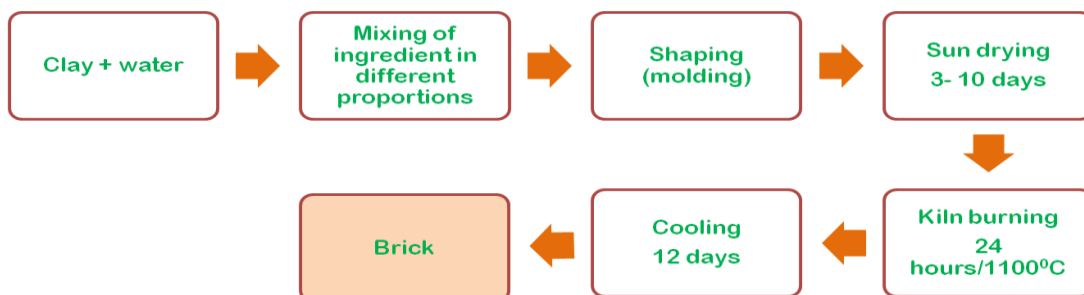 Clay + water
Mixing of
ingredient in
different
proportions
Shaping
(molding)
Sun drying
3- 10 days
Kiln burning
24
hours/1100⁰C
Cooling
12 days
Brick